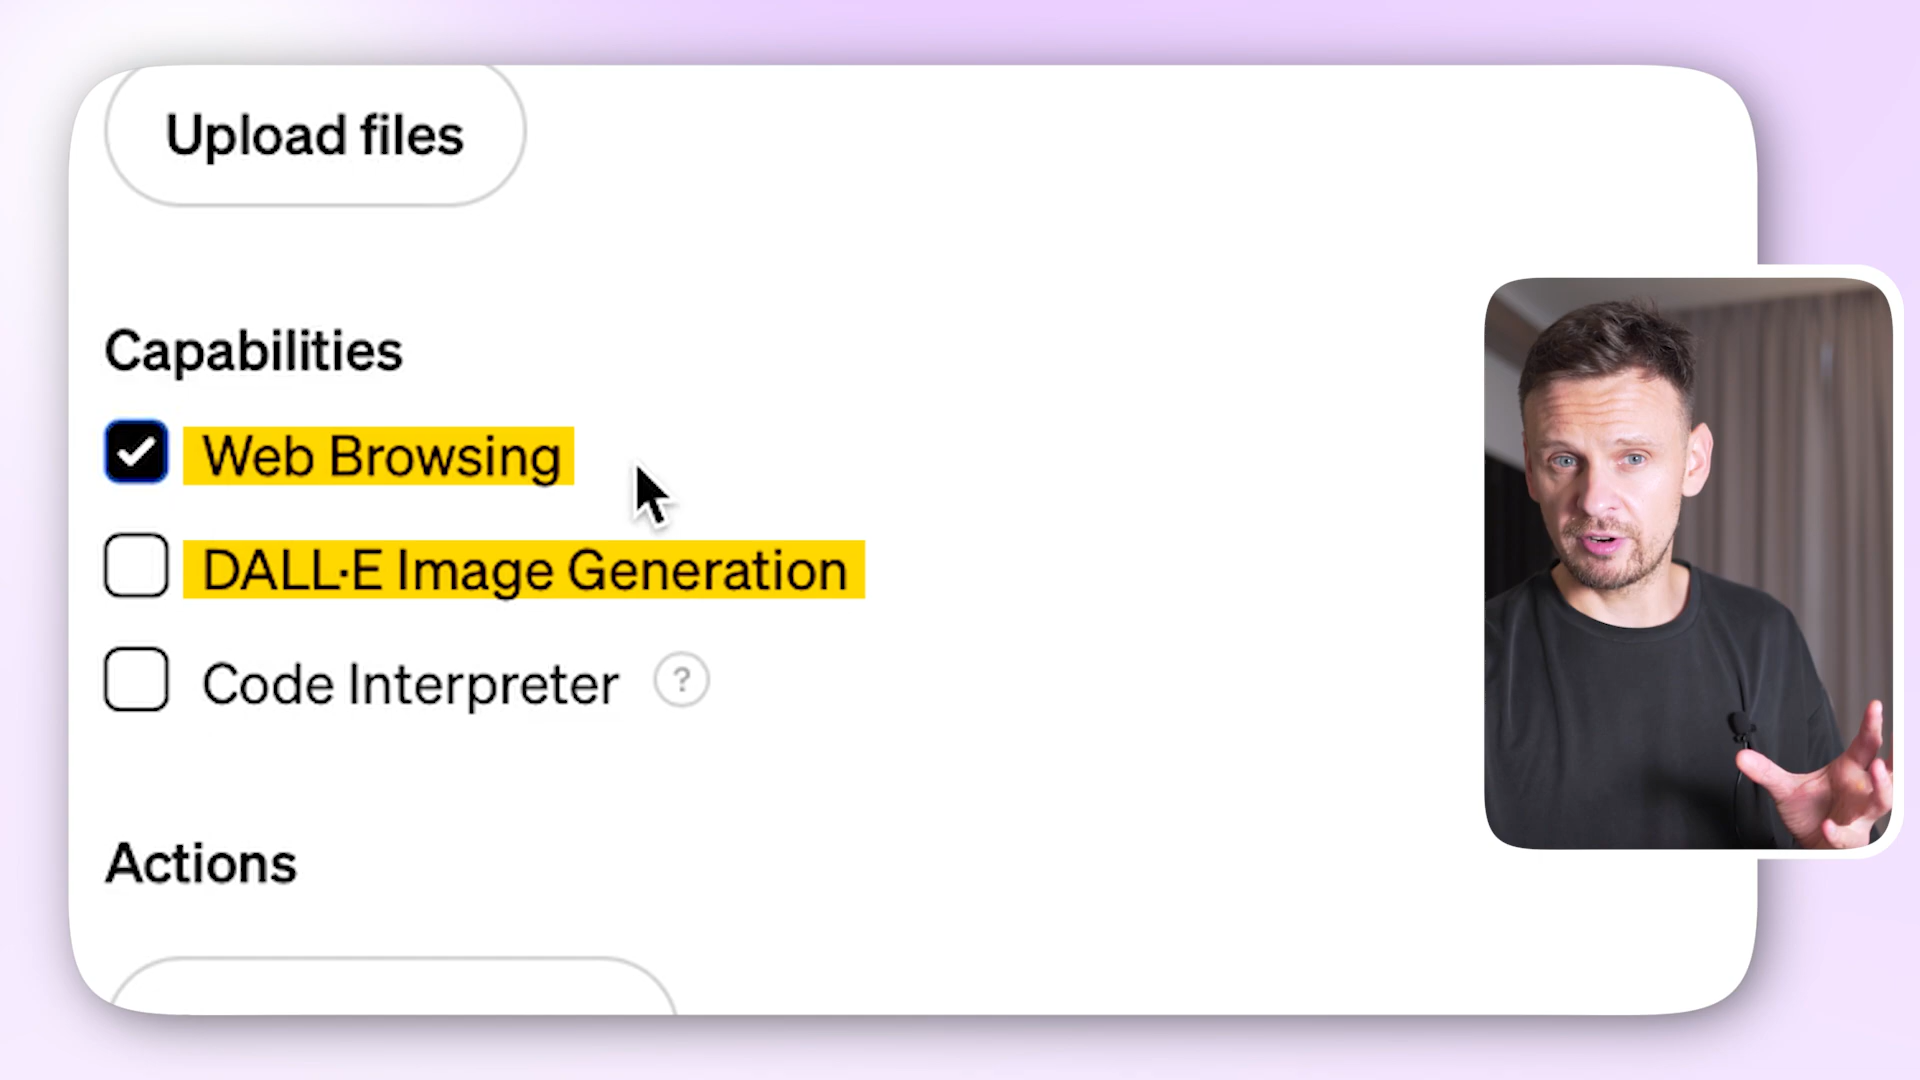 Upload files
Capabilities
Web Browsing
DALL·E Image Generation
Code Interpreter ?
Actions